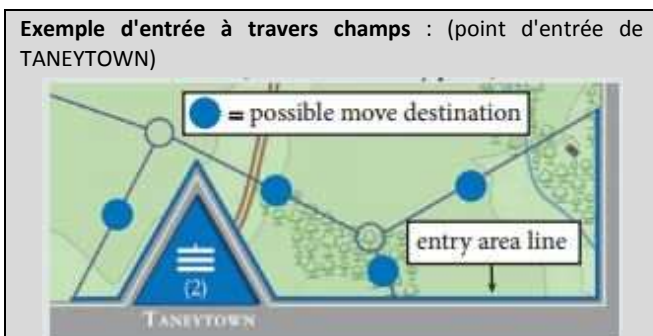 Exemple d'entrée à travers champs : (point d'entrée de
TANEYTOWN)
= possible move destination
entry area line
(2)
TANEYTOWN